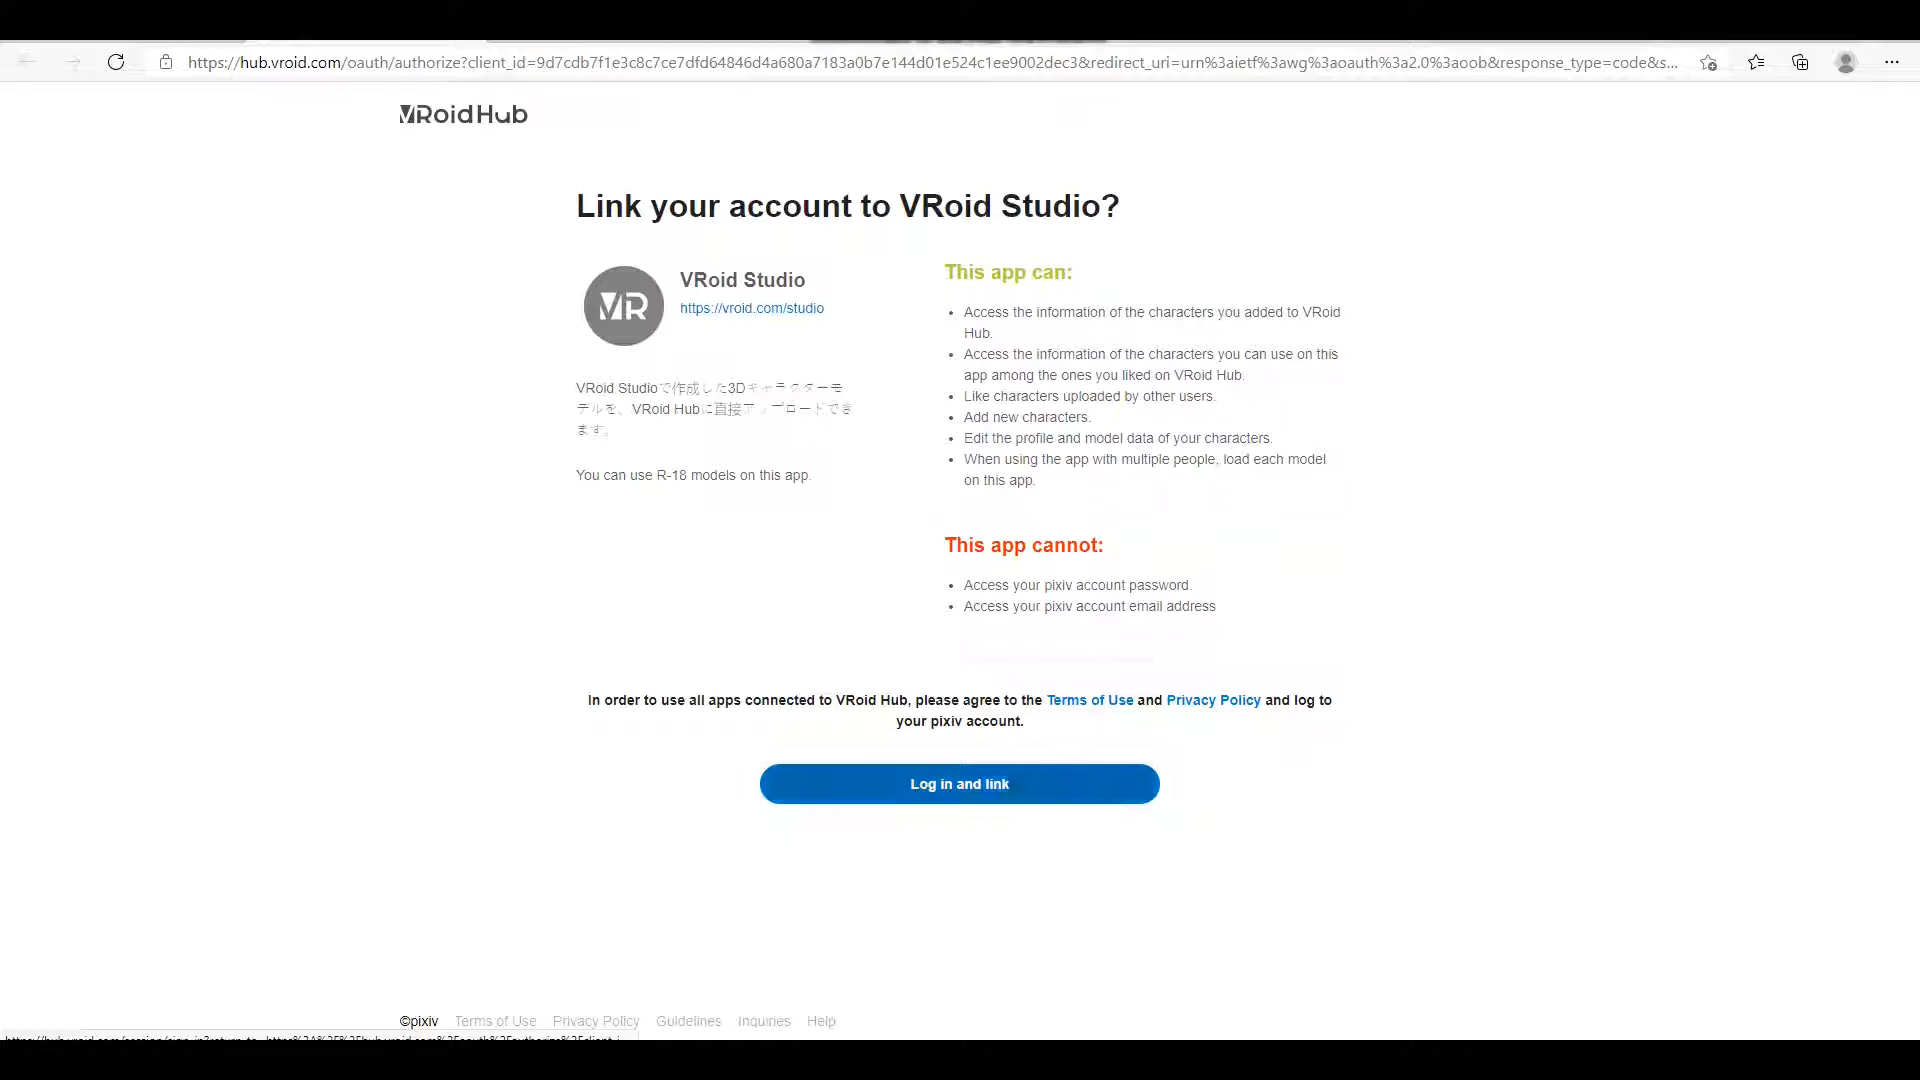 https://hub.vroid.com/oauth/authorize?client_id=9d7cdb7f1e3c8c7ce7dfd64846d4a680a7183a0b7e144d01e524c1ee9002dec3&redirect_uri=urn%3aietf%3awg%3aoauth%3a2.0%3aoob&response_type=code&s...
VRoidHub
Link your account to VRoid Studio?
VR
VRoid Studio
https://vroid.com/studio
VRoid Studioで作成した3Dキャラクターモ
デルを、VRoid Hubに直接アップロードでき
ます。
You can use R-18 models on this app.
This app can:
• Access the information of the characters you added to VRoid
Hub.
• Access the information of the characters you can use on this
app among the ones you liked on VRoid Hub.
• Like characters uploaded by other users.
• Add new characters.
• Edit the profile and model data of your characters.
• When using the app with multiple people, load each model
on this app.
This app cannot:
• Access your pixiv account password.
• Access your pixiv account email address
In order to use all apps connected to VRoid Hub, please agree to the Terms of Use and Privacy Policy and log to
your pixiv account.
Log in and link
©pixiv Terms of Use Privacy Policy Guidelines Inquiries Help